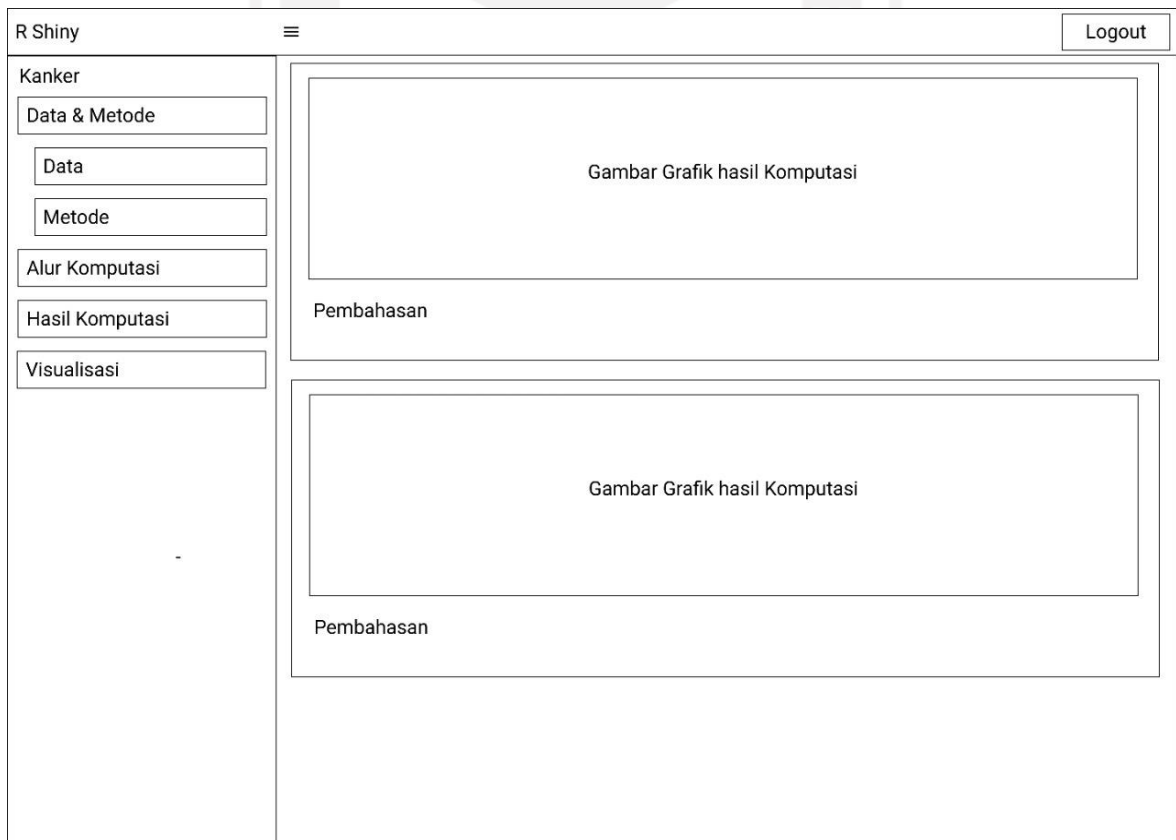 R Shiny
Logout
Kanker
Data & Metode
Data
Metode
Alur Komputasi
Hasil Komputasi
Visualisasi
-
Gambar Grafik hasil Komputasi
Pembahasan
Gambar Grafik hasil Komputasi
Pembahasan